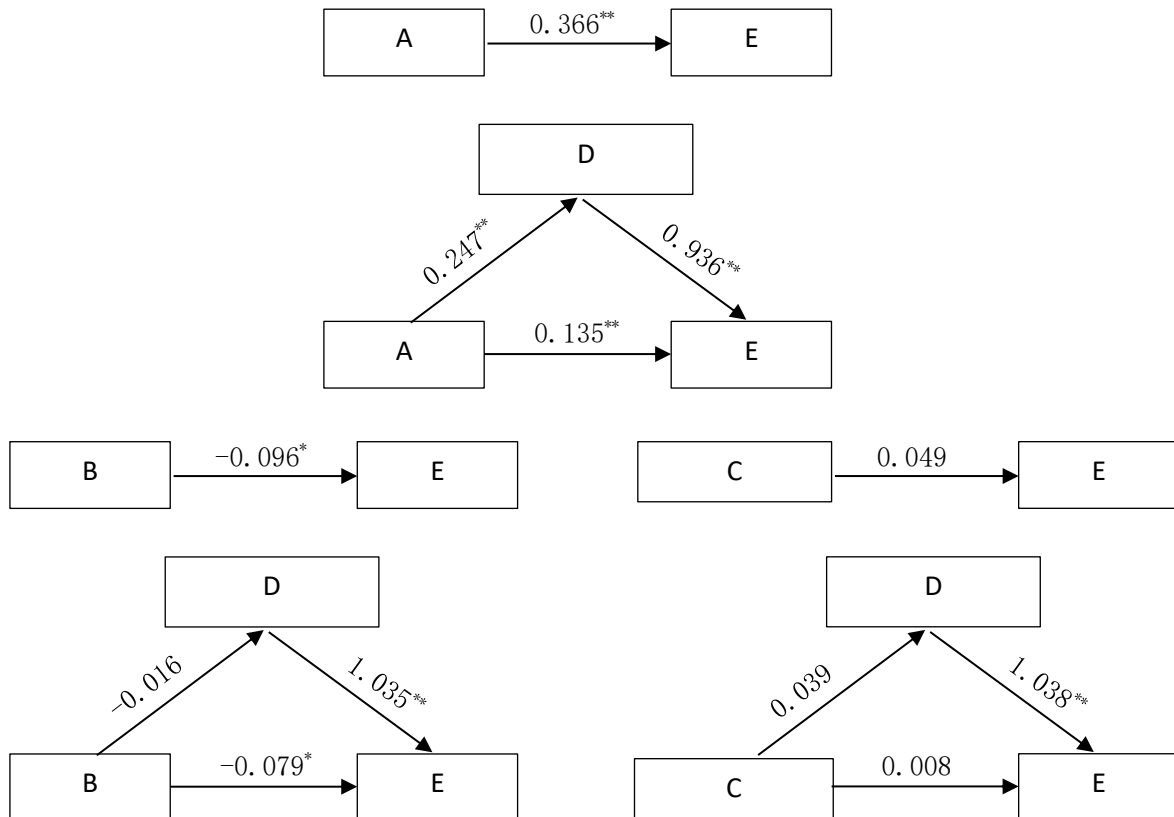 0.366**
A E
D
0.247** 0.936**
0.135**
A E
-0.096* 0.049
B E C E
D D
-0.016 1.035** 0.039 1.038**
-0.079* 0.008
B E C E